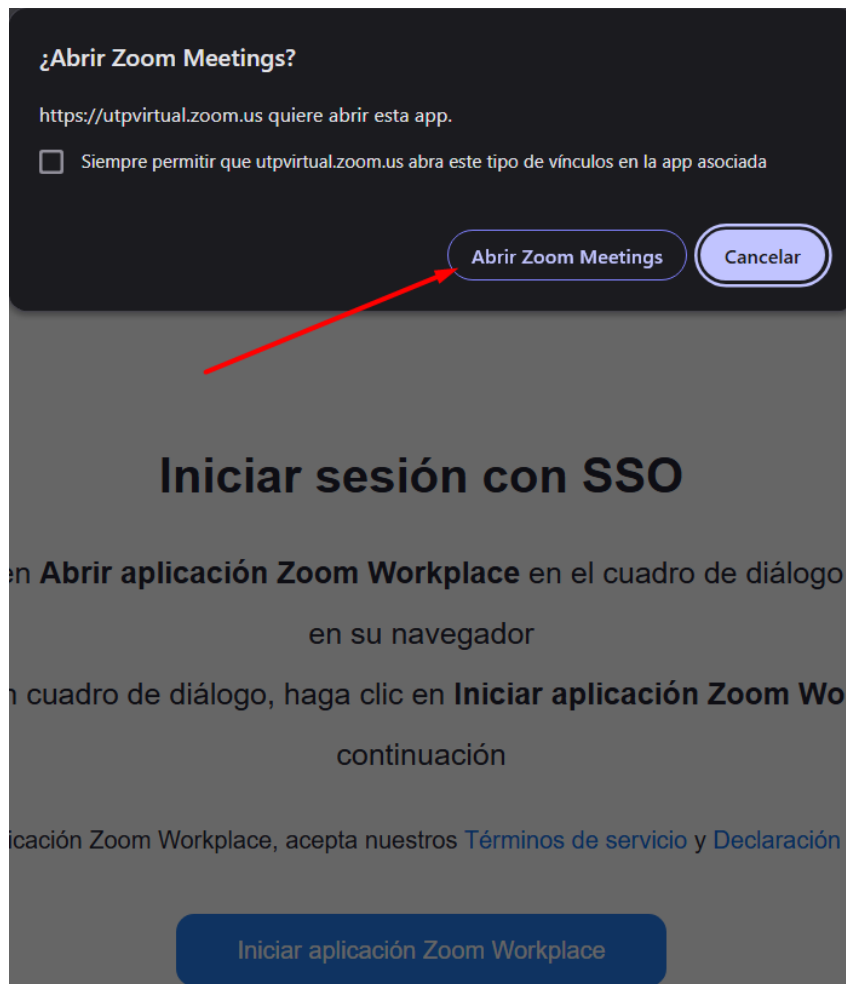 ¿Abrir Zoom Meetings?
https://utpvirtual.zoom.us quiere abrir esta app.
Siempre permitir que utpvirtual.zoom.us abra este tipo de vínculos en la app asociada
Abrir Zoom Meetings Cancelar
Iniciar sesión con SSO
en Abrir aplicación Zoom Workplace en el cuadro de diálogo
en su navegador
cuadro de diálogo, haga clic en Iniciar aplicación Zoom Wo
continuación
icación Zoom Workplace, acepta nuestros Términos de servicio y Declaración
Iniciar aplicación Zoom Workplace